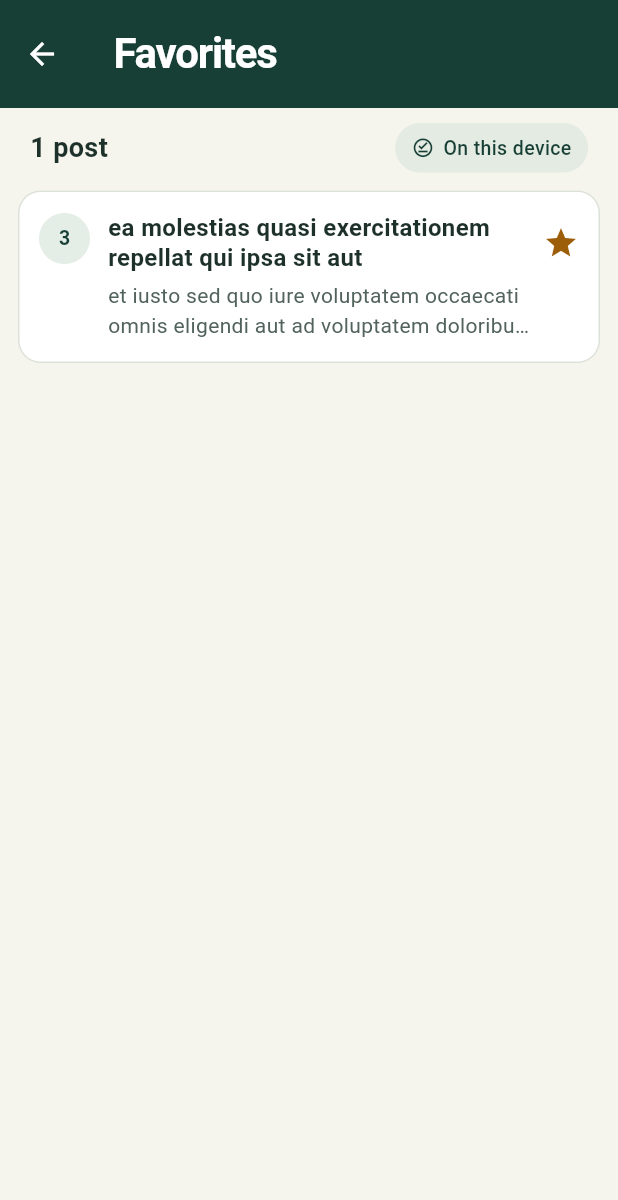 Favorites
1 post
On this device
3
ea molestias quasi exercitationem
repellat qui ipsa sit aut
et iusto sed quo iure voluptatem occaecati
omnis eligendi aut ad voluptatem doloribu…